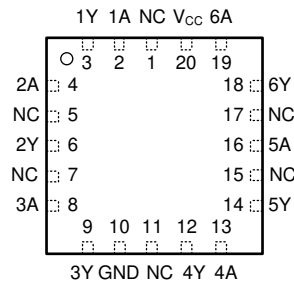 1Y 1A NC VCC 6A
3 2 1 20 19
2A 4 18 6Y
NC 5 17 NC
2Y 6 16 5A
NC 7 15 NC
3A 8 14 5Y
9 10 11 12 13
3Y GND NC 4Y 4A